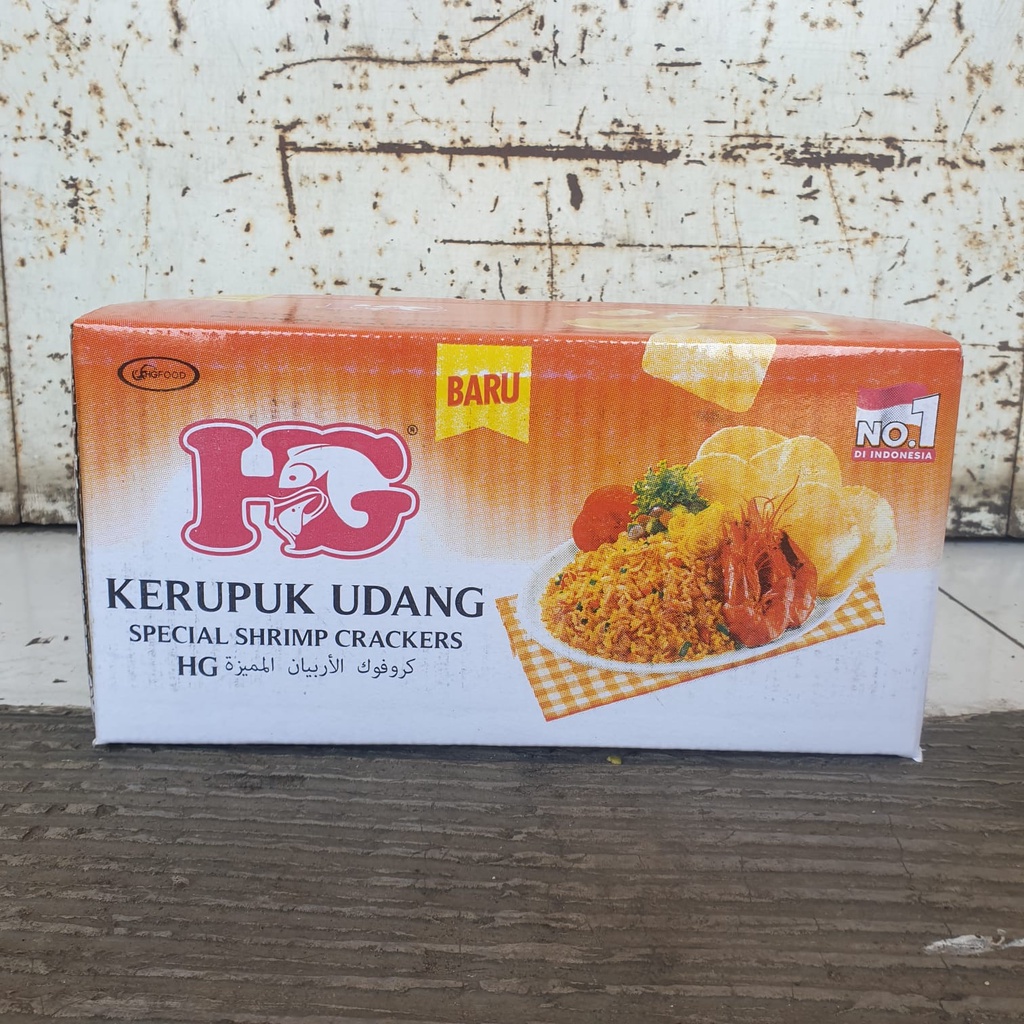 HGFOOD
BARU
NO.1
DI INDONESIA
HG®
KERUPUK UDANG
SPECIAL SHRIMP CRACKERS
كروفوك الأربيان المميزة HG